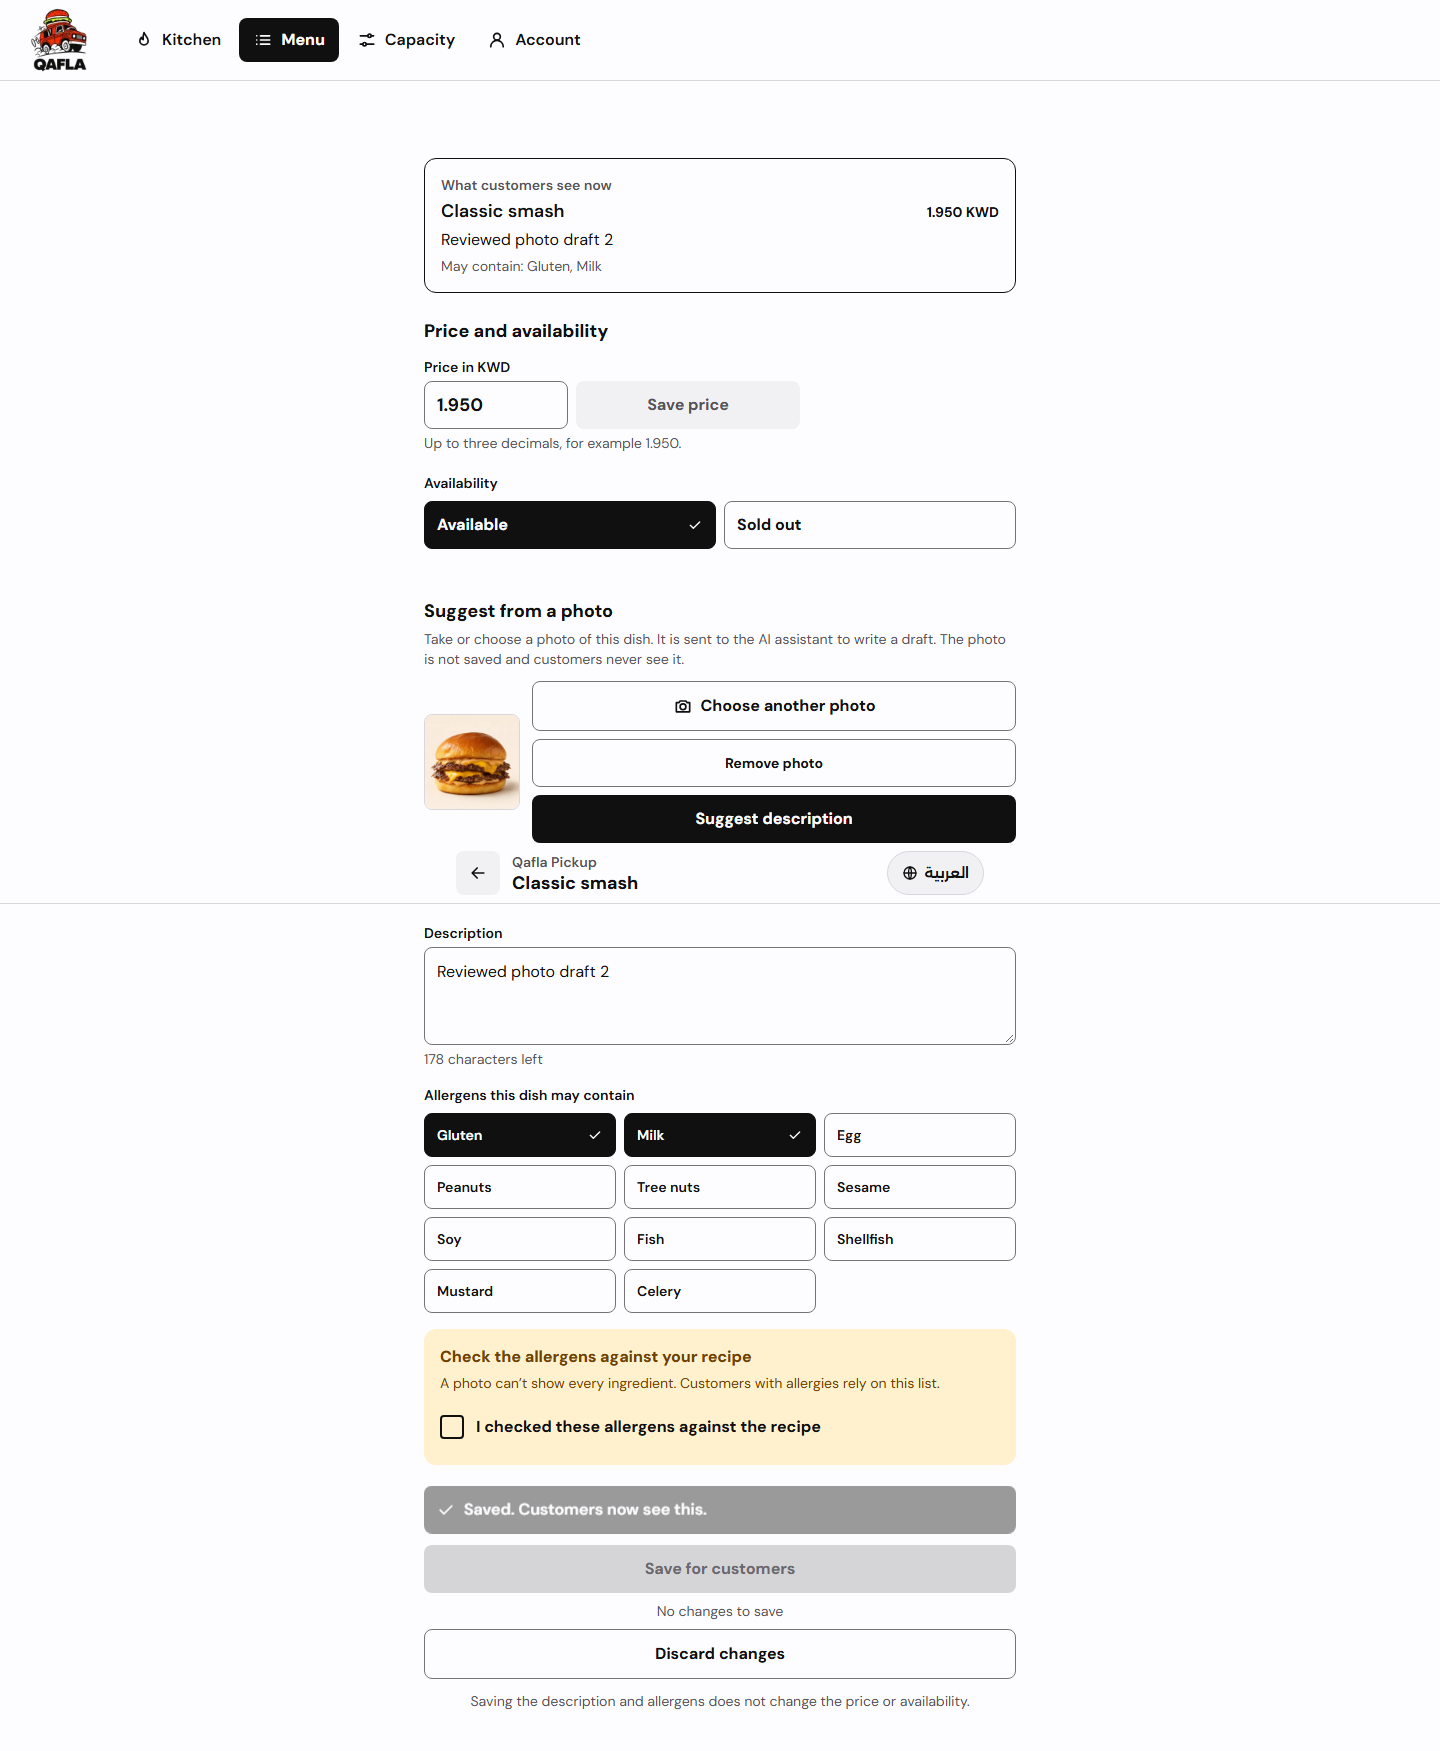 QAFLA
Kitchen
Menu
Capacity
Account
What customers see now
Classic smash
1.950 KWD
Reviewed photo draft 2
May contain: Gluten, Milk
Price and availability
Price in KWD
1.950
Save price
Up to three decimals, for example 1.950.
Availability
Available
Sold out
Suggest from a photo
Take or choose a photo of this dish. It is sent to the AI assistant to write a draft. The photo
is not saved and customers never see it.
Choose another photo
Remove photo
Suggest description
Qafla Pickup
Classic smash
العربية
Description
Reviewed photo draft 2
178 characters left
Allergens this dish may contain
Gluten
Milk
Egg
Peanuts
Tree nuts
Sesame
Soy
Fish
Shellfish
Mustard
Celery
Check the allergens against your recipe
A photo can’t show every ingredient. Customers with allergies rely on this list.
I checked these allergens against the recipe
Saved. Customers now see this.
Save for customers
No changes to save
Discard changes
Saving the description and allergens does not change the price or availability.